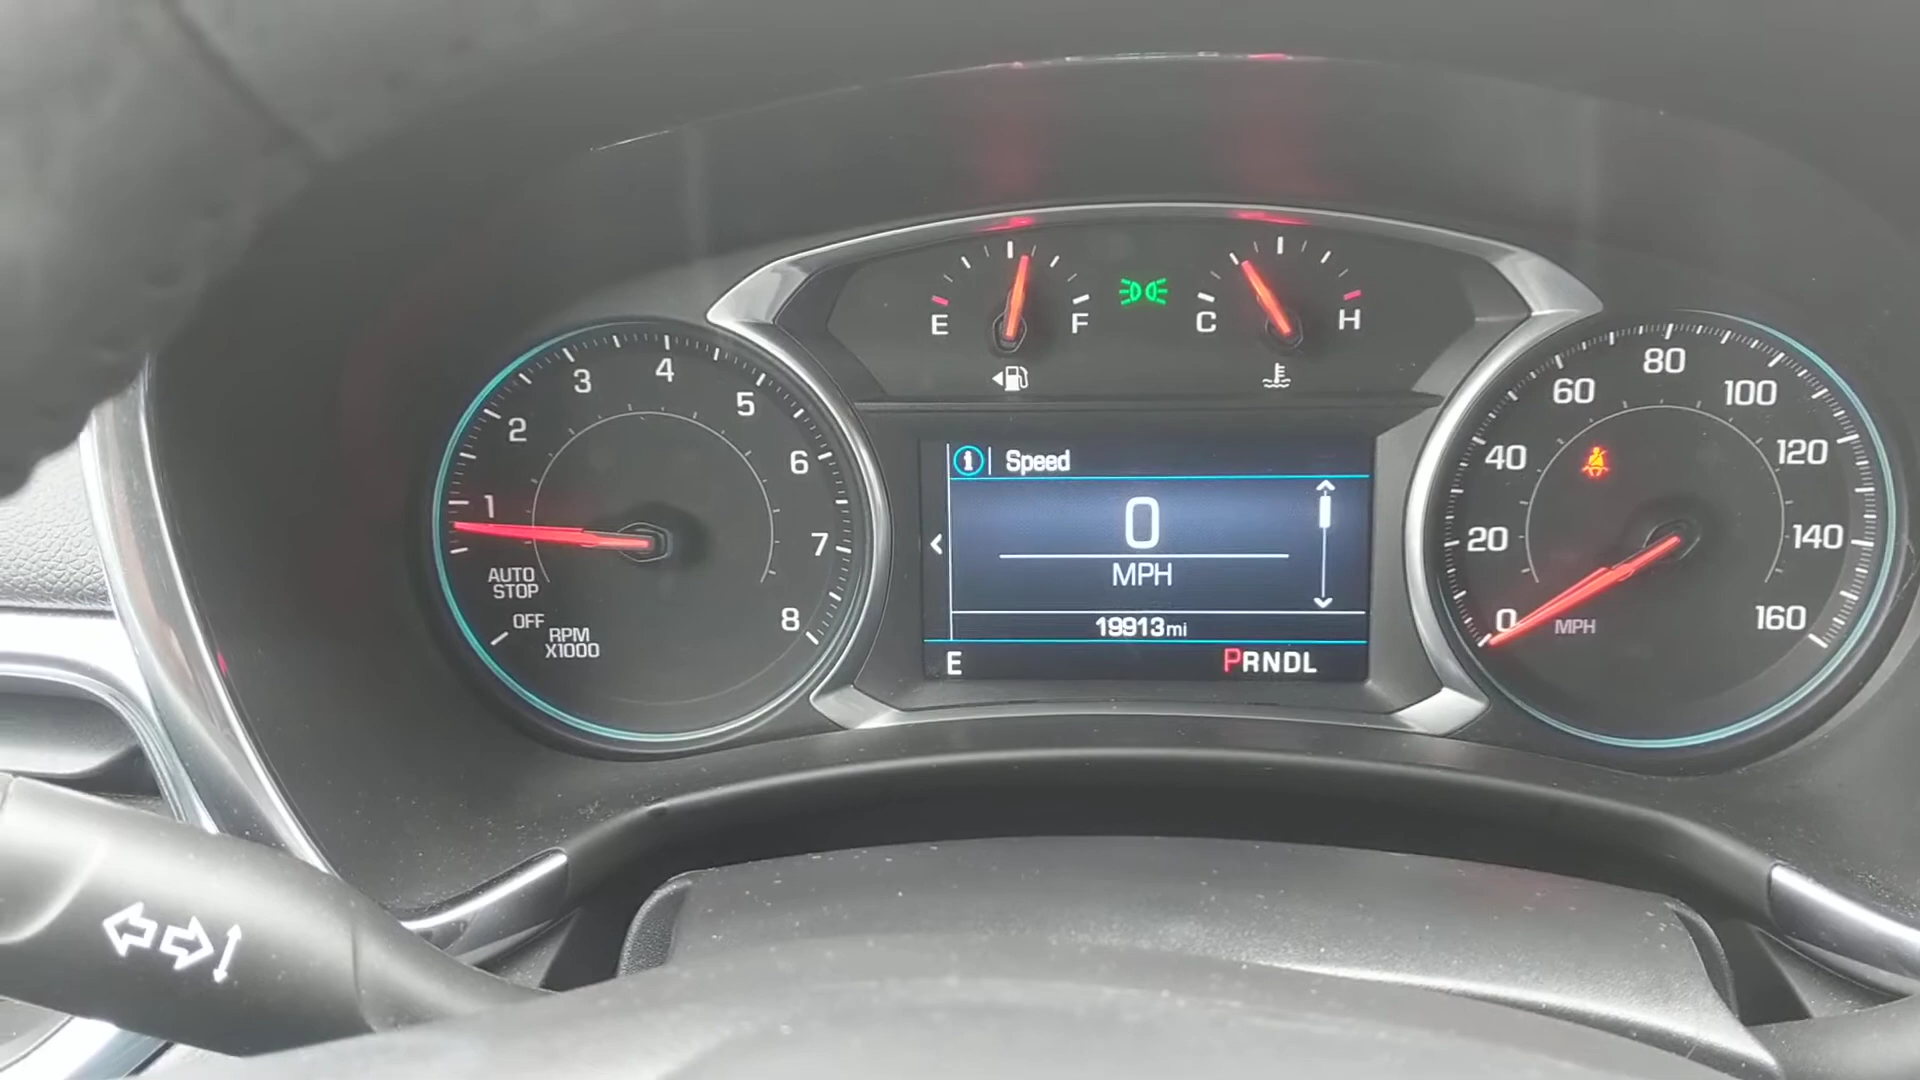 E F
C H
1 2 3 4 5 6 7 8
AUTO
STOP
OFF
RPM
X1000
i Speed
0
MPH
19913mi
E PRNDL
0 20 40 60 80 100 120 140 160
MPH